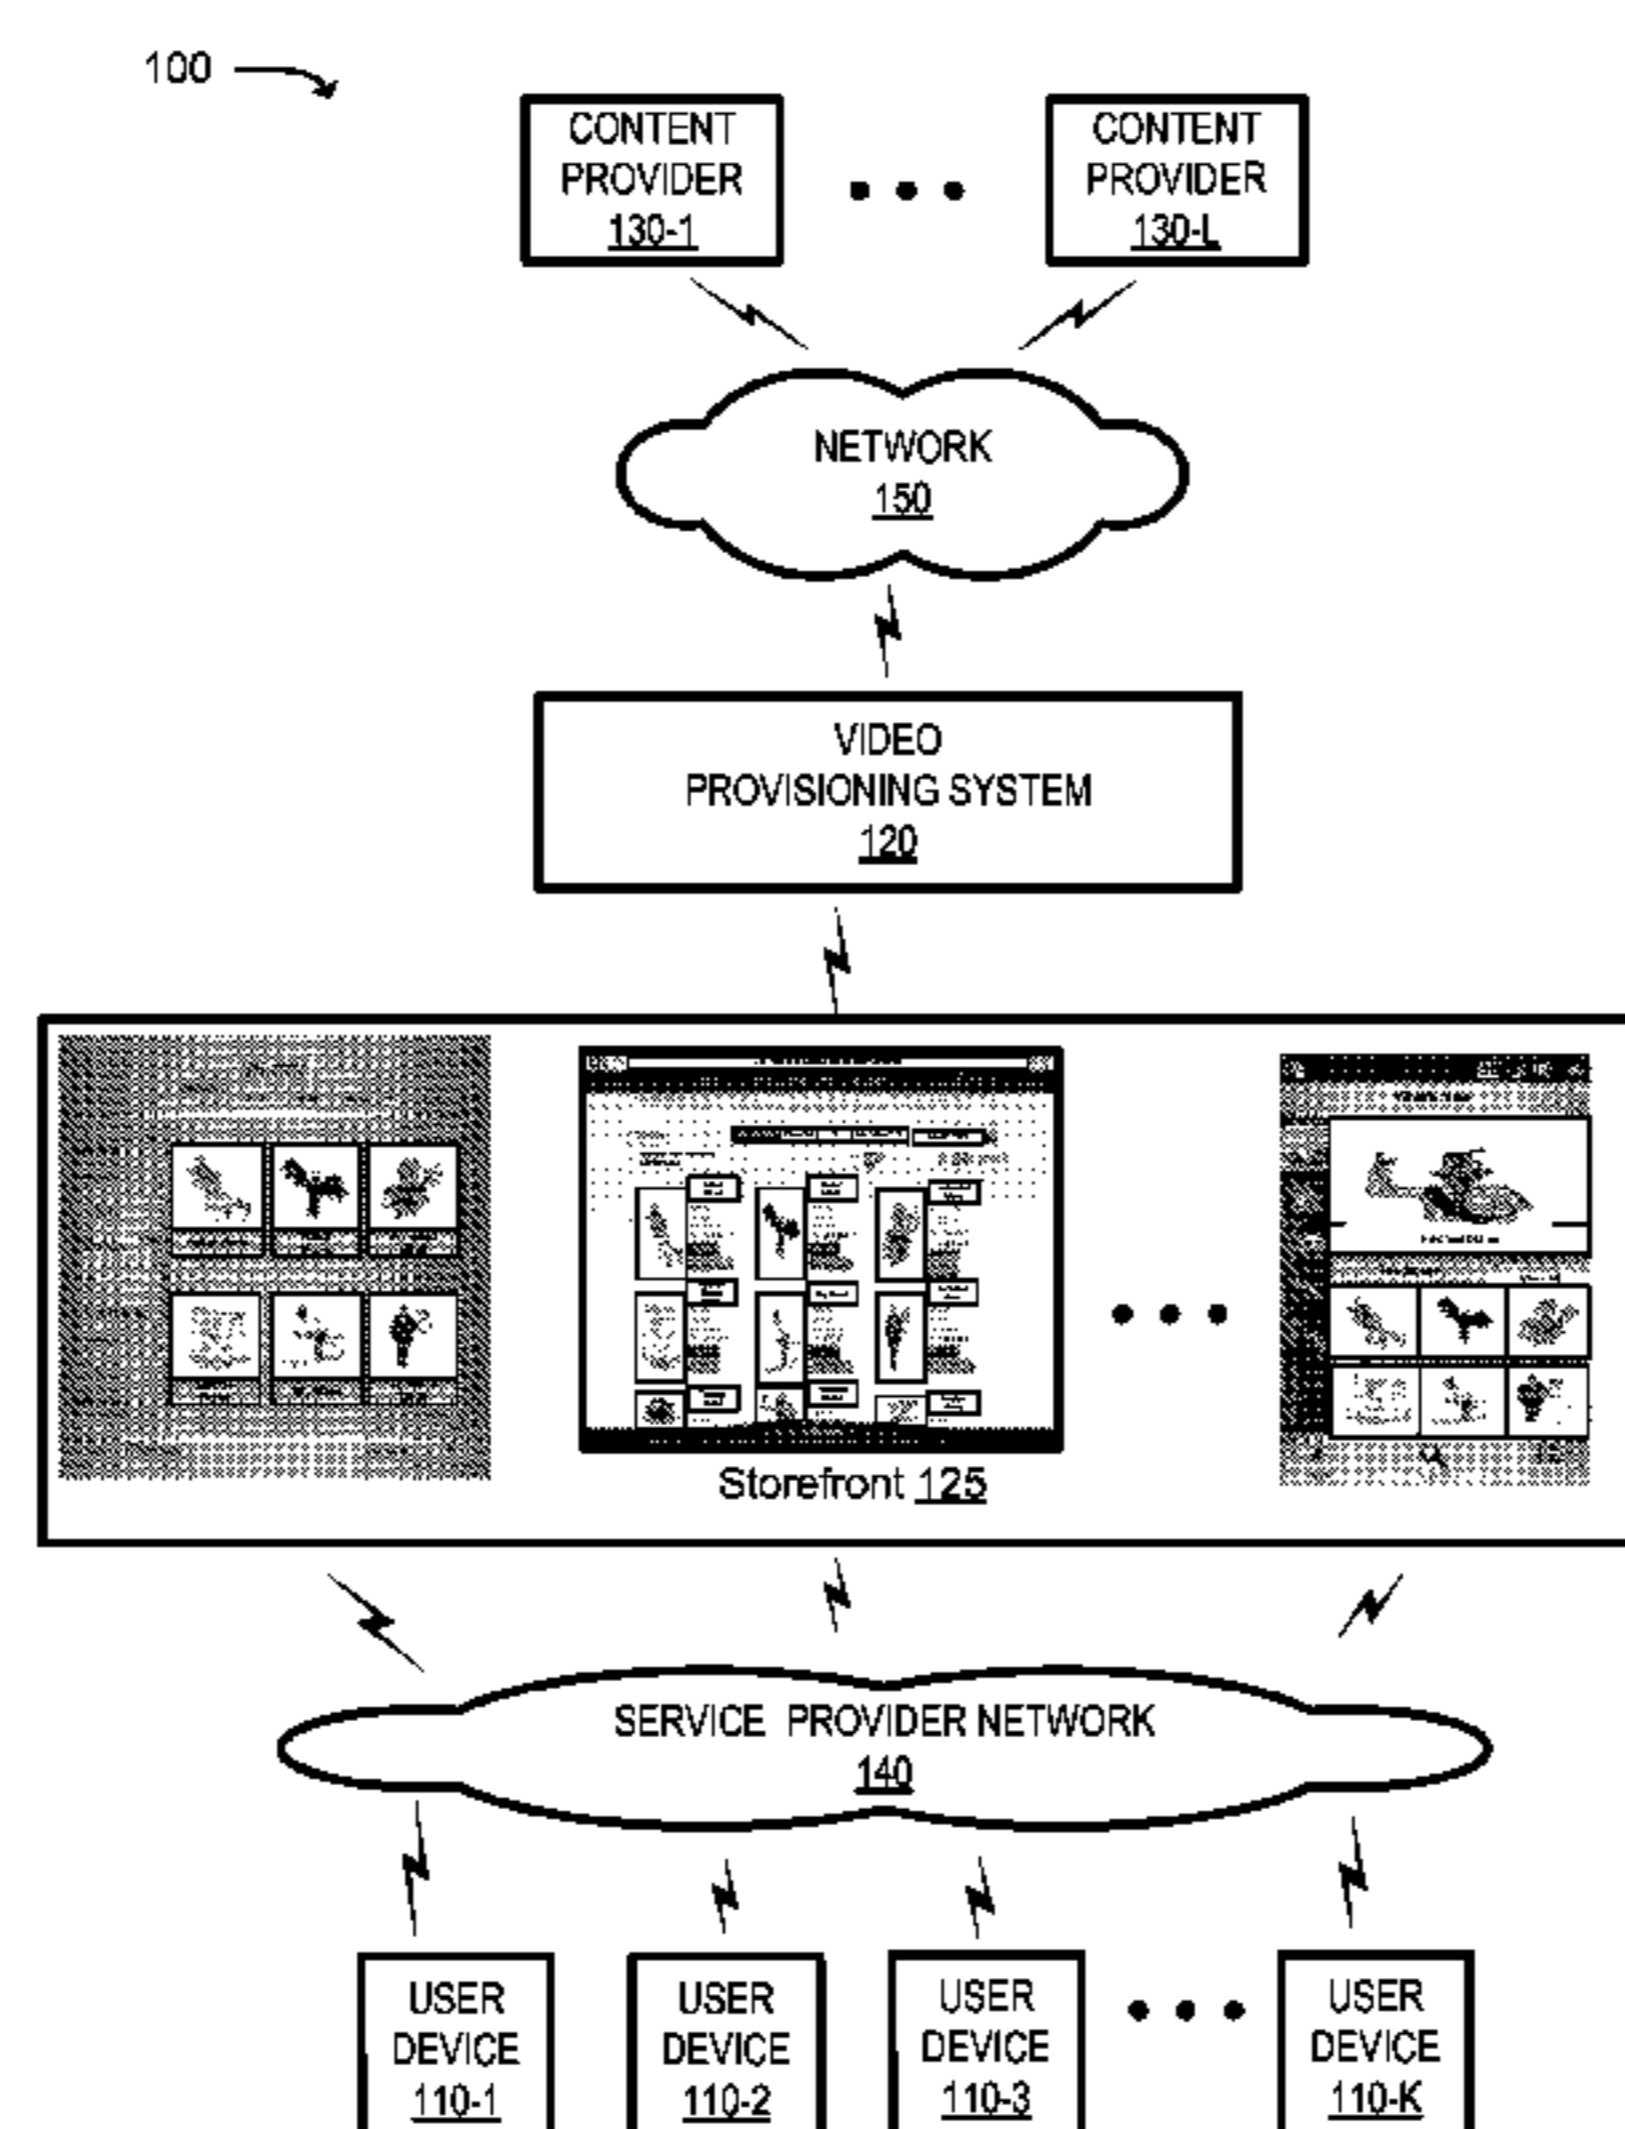 100
CONTENT
PROVIDER
130-1
CONTENT
PROVIDER
130-L
NETWORK
150
VIDEO
PROVISIONING SYSTEM
120
Storefront 125
SERVICE PROVIDER NETWORK
140
USER
DEVICE
110-1
USER
DEVICE
110-2
USER
DEVICE
110-3
USER
DEVICE
110-K